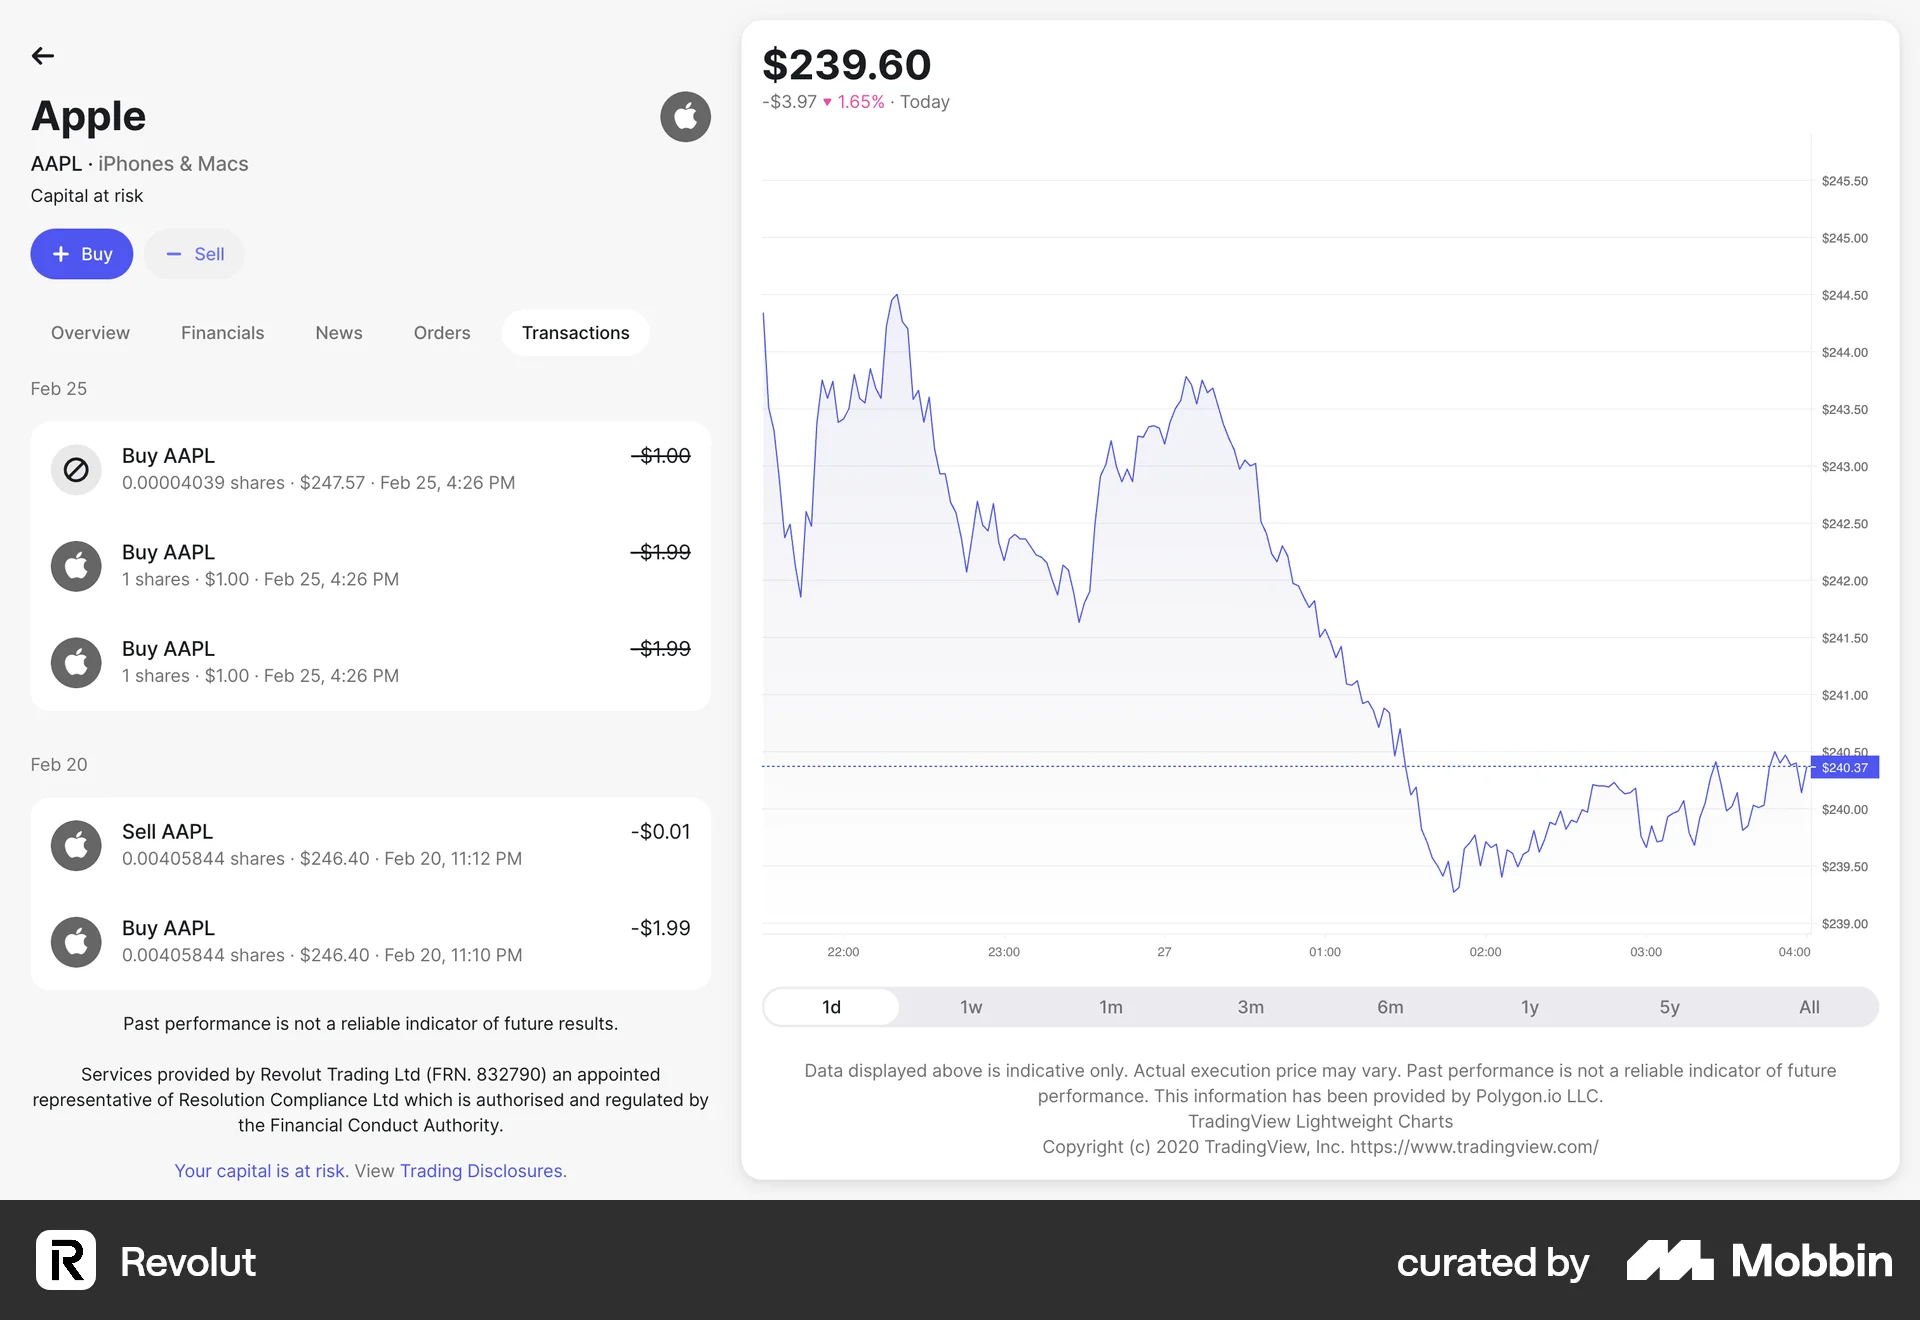 Apple
AAPL · iPhones & Macs
Capital at risk
+ Buy
− Sell
Overview
Financials
News
Orders
Transactions
Feb 25
Buy AAPL
-$1.00
0.00004039 shares · $247.57 · Feb 25, 4:26 PM
Buy AAPL
-$1.99
1 shares · $1.00 · Feb 25, 4:26 PM
Buy AAPL
-$1.99
1 shares · $1.00 · Feb 25, 4:26 PM
Feb 20
Sell AAPL
-$0.01
0.00405844 shares · $246.40 · Feb 20, 11:12 PM
Buy AAPL
-$1.99
0.00405844 shares · $246.40 · Feb 20, 11:10 PM
Past performance is not a reliable indicator of future results.
Services provided by Revolut Trading Ltd (FRN. 832790) an appointed
representative of Resolution Compliance Ltd which is authorised and regulated by
the Financial Conduct Authority.
Your capital is at risk. View Trading Disclosures.
$239.60
-$3.97 ▼ 1.65% · Today
$245.50
$245.00
$244.50
$244.00
$243.50
$243.00
$242.50
$242.00
$241.50
$241.00
$240.50
$240.37
$240.00
$239.50
$239.00
22:00
23:00
27
01:00
02:00
03:00
04:00
1d
1w
1m
3m
6m
1y
5y
All
Data displayed above is indicative only. Actual execution price may vary. Past performance is not a reliable indicator of future
performance. This information has been provided by Polygon.io LLC.
TradingView Lightweight Charts
Copyright (c) 2020 TradingView, Inc. https://www.tradingview.com/
Revolut
curated by
Mobbin